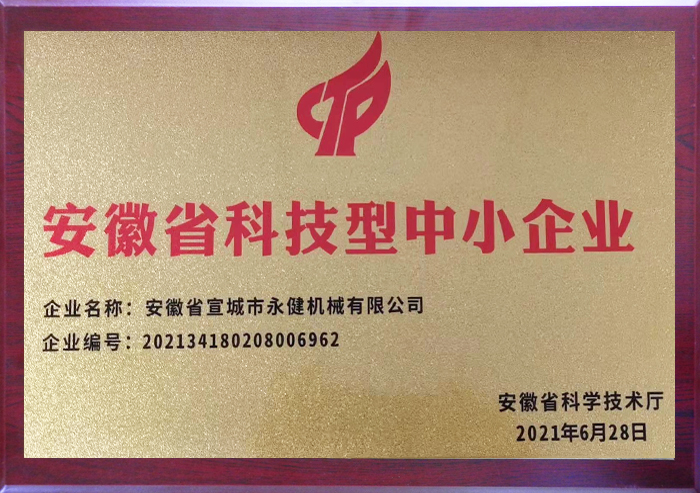 安徽省科技型中小企业
企业名称：安徽省宣城市永健机械有限公司
企业编号：202134180208006962
安徽省科学技术厅
2021年6月28日